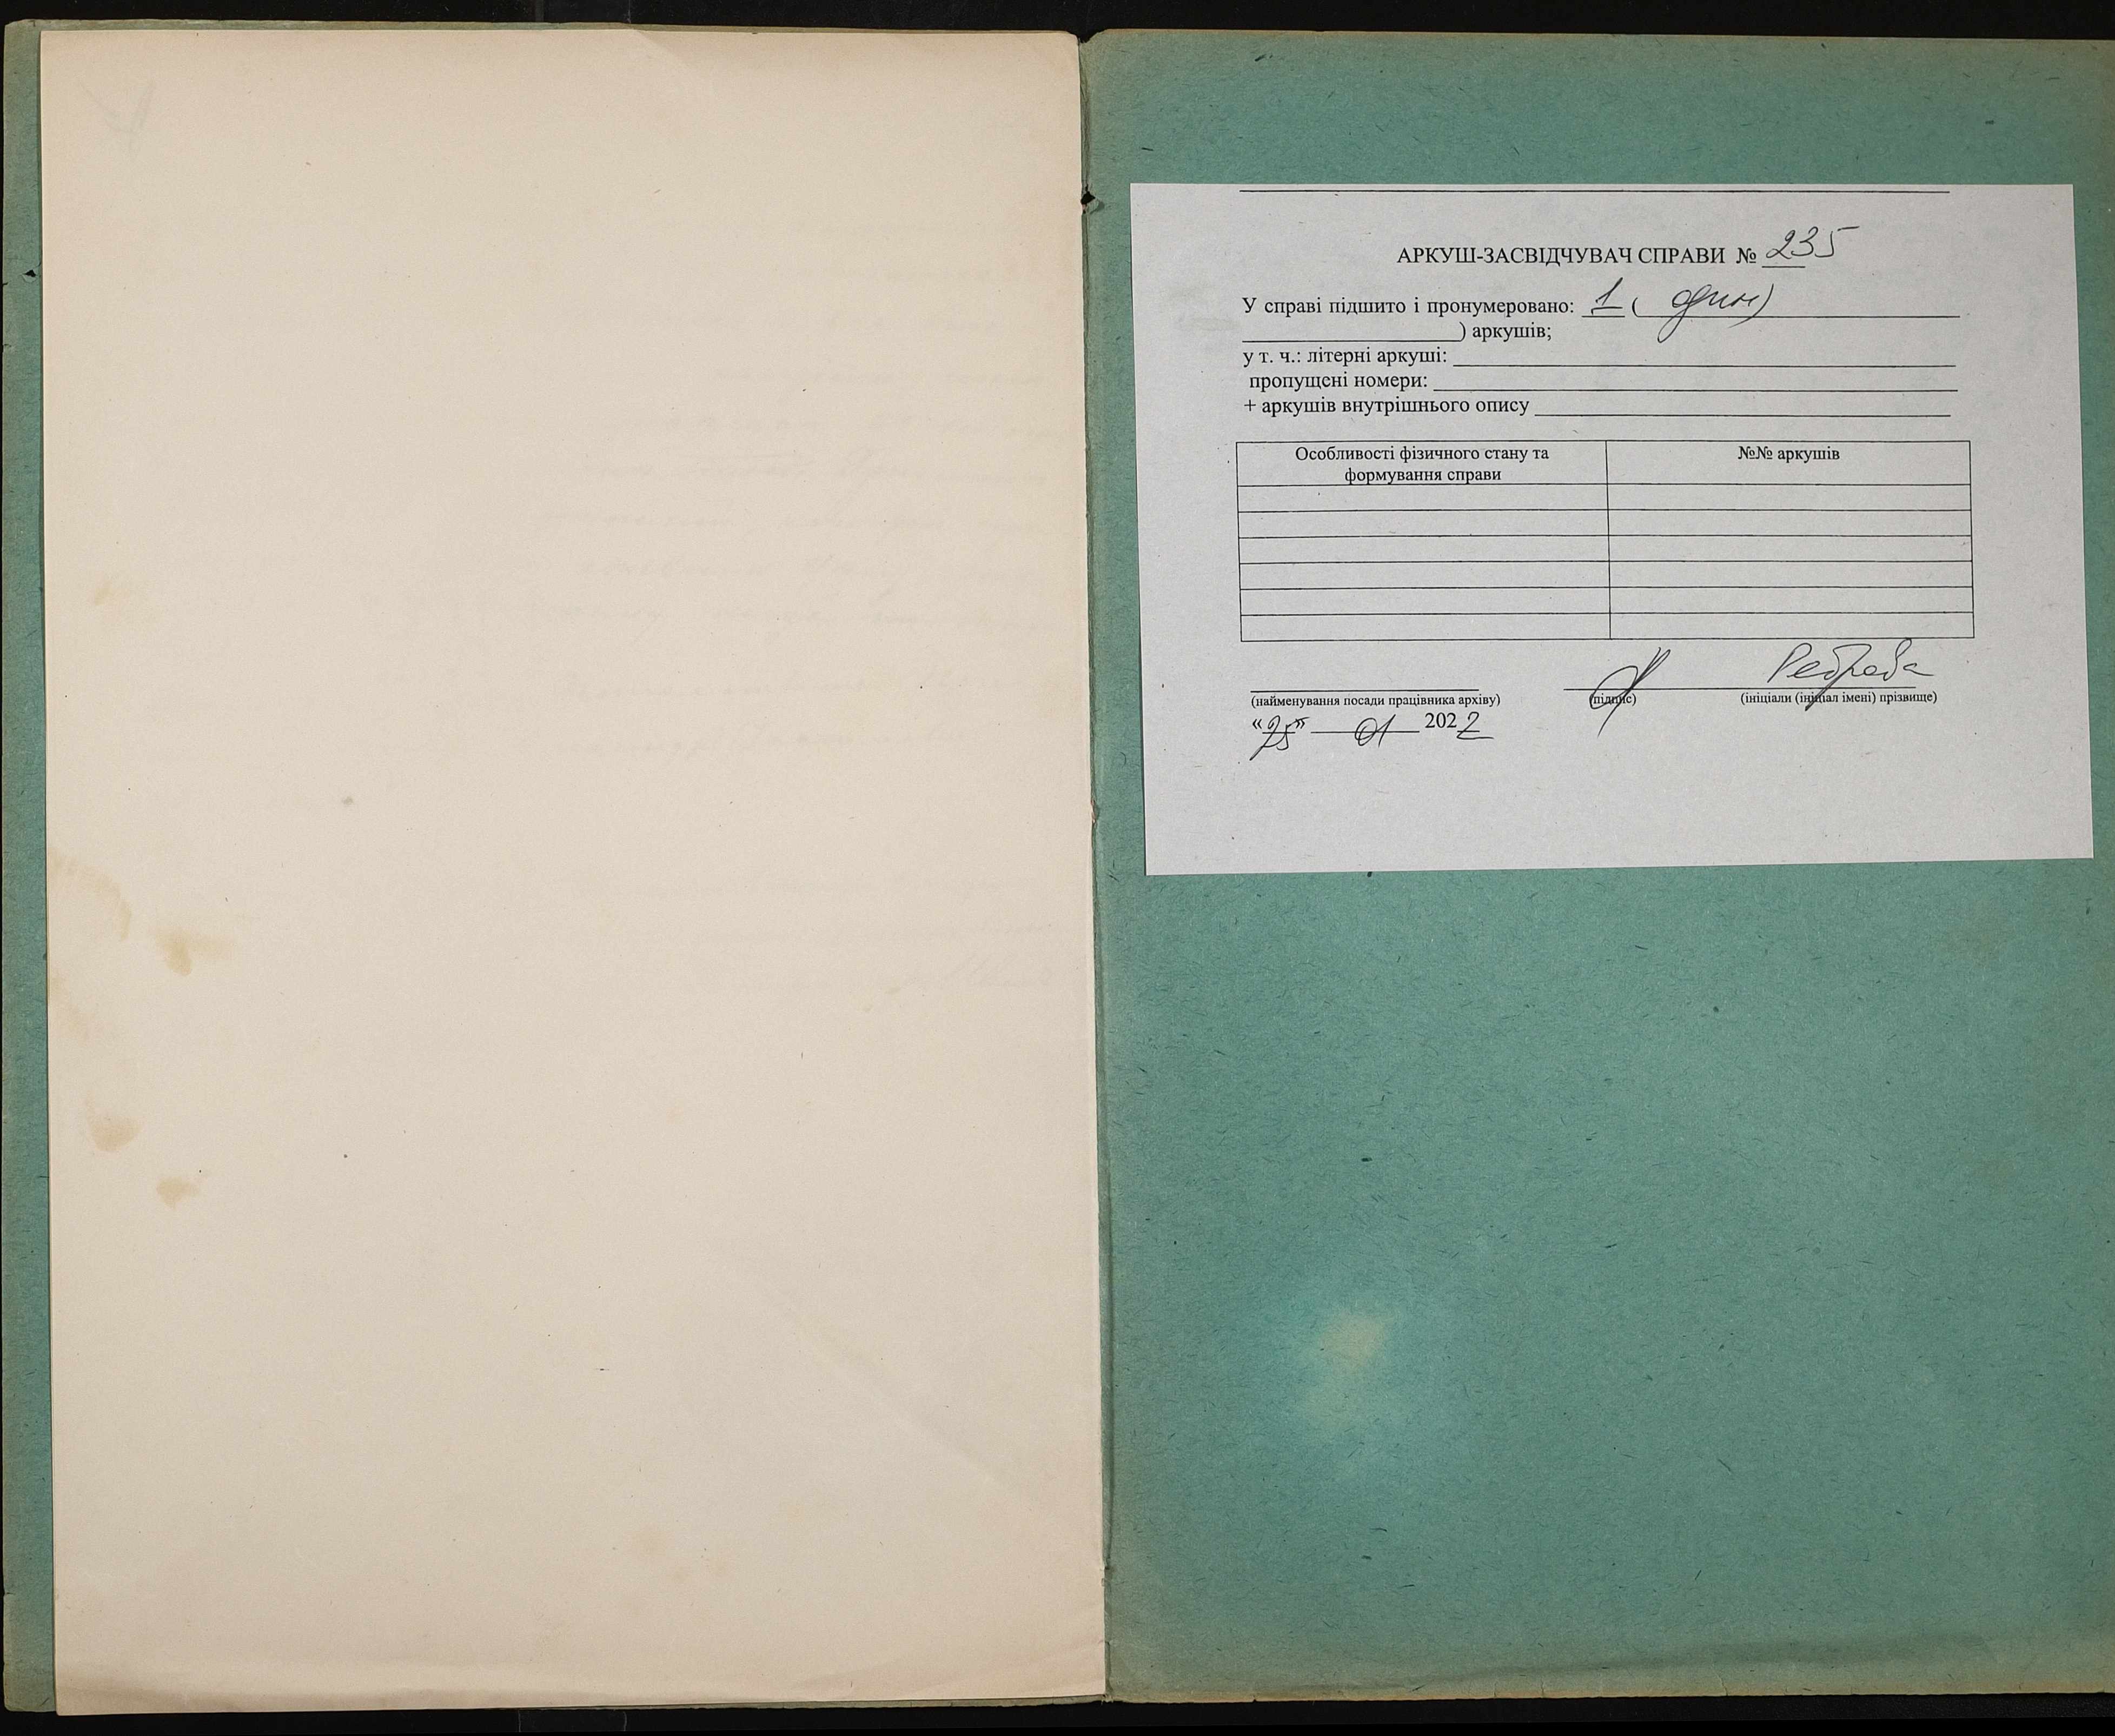 АРКУШ-ЗАСВІДЧУВАЧ СПРАВИ № 235
У справі підшито і пронумеровано: 1 ( один)
) аркушів;
у т. ч.: літерні аркуші:
пропущені номери:
+ аркушів внутрішнього опису
Особливості фізичного стану та формування справи	№№ аркушів
(найменування посади працівника архіву) (підпис) (ініціали (ініціал імені) прізвище)
«25» 01 2022